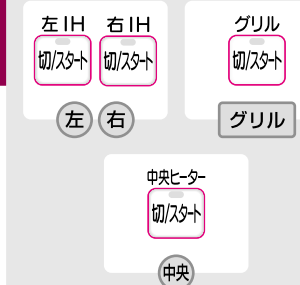 左IH 右IH グリル
切/スタート 切/スタート 切/スタート
左 右 グリル
中央ヒーター
切/スタート
中央